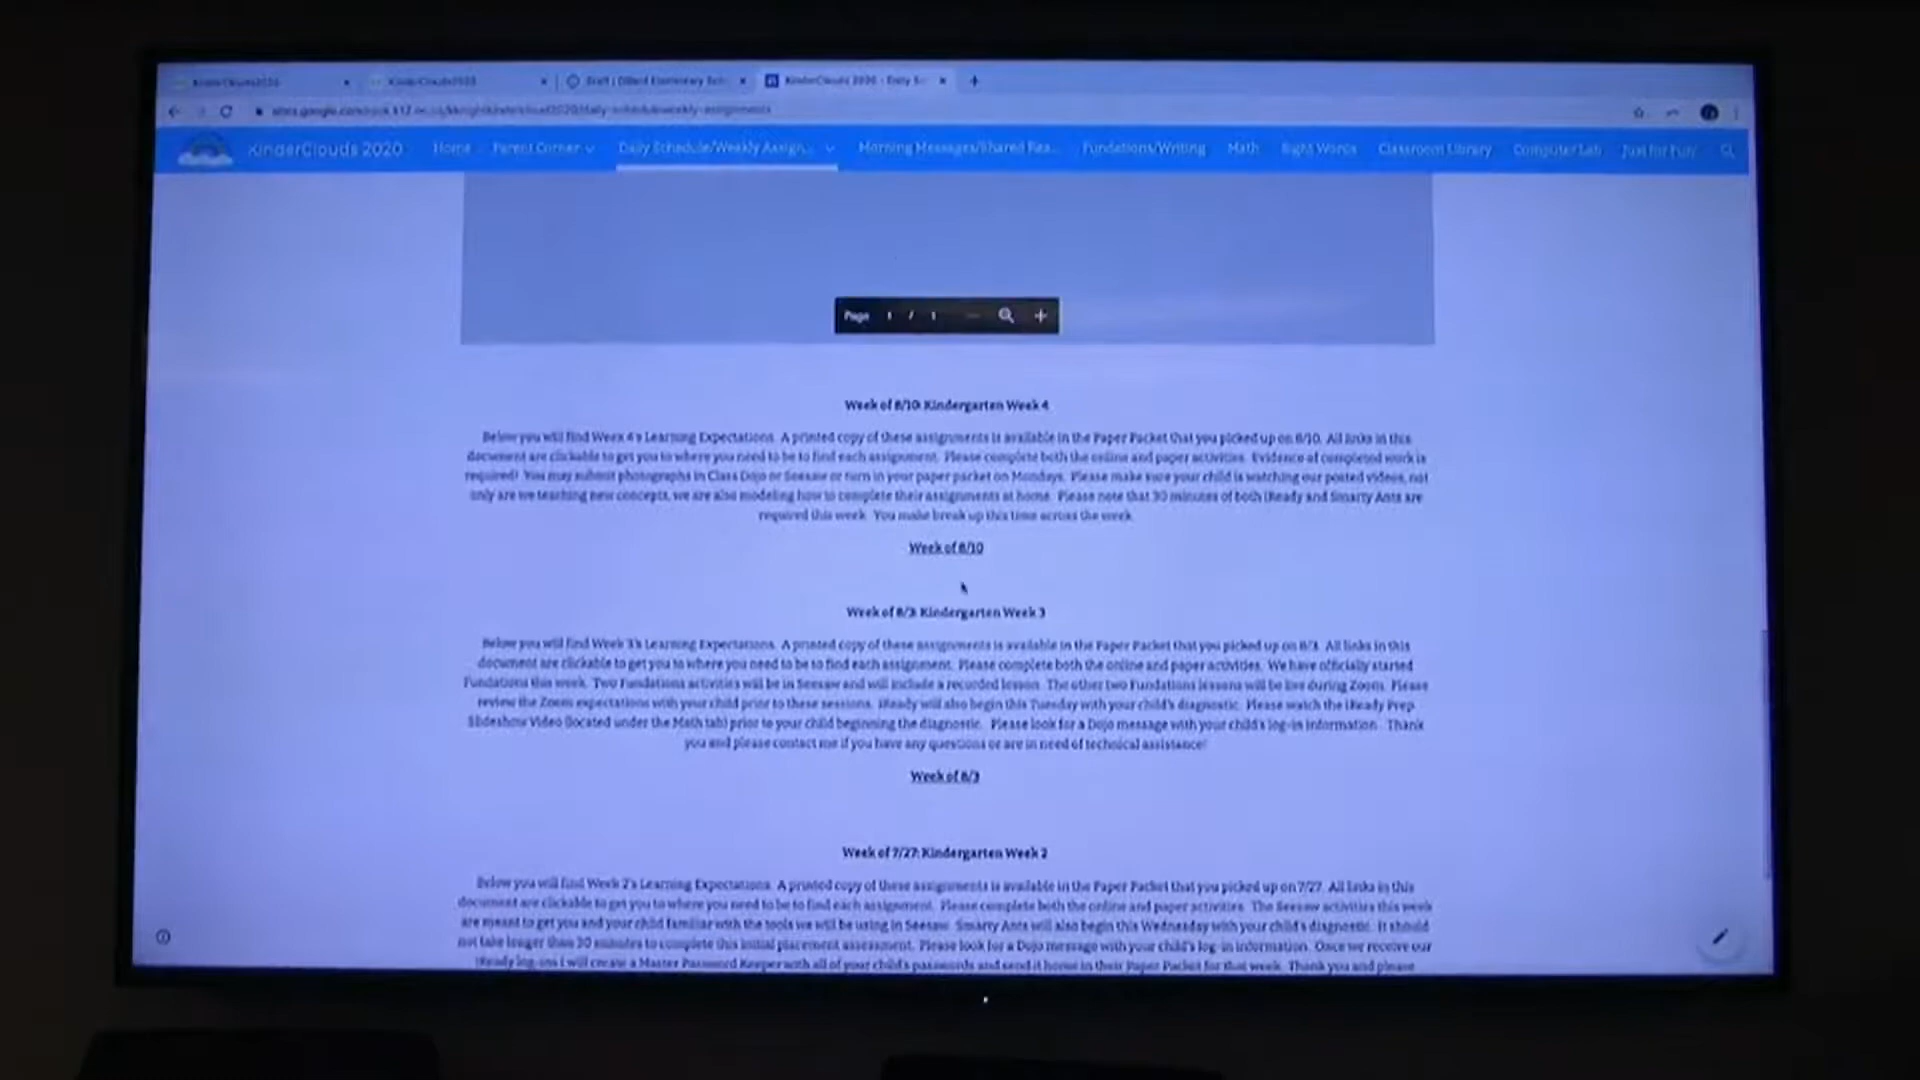 KinderClouds2020 KinderClouds2020 Draft | Dillard Elementary Sch KinderClouds 2020 - Daily S
KinderClouds 2020 Home Parent Corner Daily Schedule/Weekly Assign... Morning Messages/Shared Rea... Fundations/Writing Math Sight Words Classroom Library Computer Lab Just for Fun
Page 1 / 1
Week of 8/10: Kindergarten Week 4
Below you will find Week 4's Learning Expectations. A printed copy of these assignments is available in the Paper Packet that you picked up on 8/10. All links in this
document are clickable to get you to where you need to be to find each assignment. Please complete both the online and paper activities. Evidence of completed work is
required! You may submit photographs in Class Dojo or Seesaw or turn in your paper packet on Mondays. Please make sure your child is watching our posted videos, not
only are we teaching new concepts, we are also modeling how to complete their assignments at home. Please note that 30 minutes of both iReady and Smarty Ants are
required this week. You make break up this time across the week.
Week of 8/10
Week of 8/3: Kindergarten Week 3
Below you will find Week 3's Learning Expectations. A printed copy of these assignments is available in the Paper Packet that you picked up on 8/3. All links in this
document are clickable to get you to where you need to be to find each assignment. Please complete both the online and paper activities. We have officially started
Fundations this week. Two Fundations activities will be in Seesaw and will include a recorded lesson. The other two Fundations lessons will be live during Zoom. Please
review the Zoom expectations with your child prior to these sessions. iReady will also begin this Tuesday with your child's diagnostic. Please watch the iReady Prep
Slideshow Video (located under the Math tab) prior to your child beginning the diagnostic. Please look for a Dojo message with your child's log-in information. Thank
you and please contact me if you have any questions or are in need of technical assistance!
Week of 8/3
Week of 7/27: Kindergarten Week 2
Below you will find Week 2's Learning Expectations. A printed copy of these assignments is available in the Paper Packet that you picked up on 7/27. All links in this
document are clickable to get you to where you need to be to find each assignment. Please complete both the online and paper activities. The Seesaw activities this week
are meant to get you and your child familiar with the tools we will be using in Seesaw. Smarty Ants will also begin this Wednesday with your child's diagnostic. It should
not take longer than 30 minutes to complete this initial placement assessment. Please look for a Dojo message with your child's log-in information. Once we receive our
iReady log-ins I will create a Master Password Keeper with all of your child's passwords and send it home in their Paper Packet for that week. Thank you and please